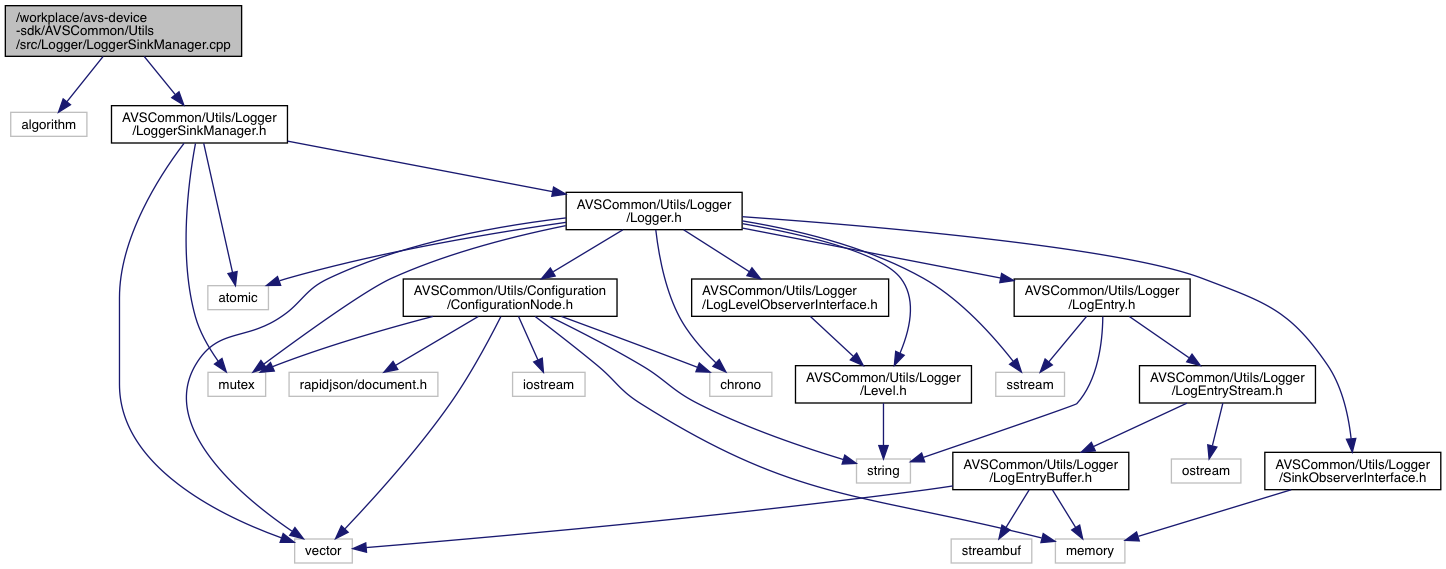 /workplace/avs-device
-sdk/AVSCommon/Utils
/src/Logger/LoggerSinkManager.cpp
algorithm
AVSCommon/Utils/Logger
/LoggerSinkManager.h
AVSCommon/Utils/Logger
/Logger.h
atomic
AVSCommon/Utils/Configuration
/ConfigurationNode.h
AVSCommon/Utils/Logger
/LogLevelObserverInterface.h
AVSCommon/Utils/Logger
/LogEntry.h
mutex
rapidjson/document.h
iostream
chrono
AVSCommon/Utils/Logger
/Level.h
sstream
AVSCommon/Utils/Logger
/LogEntryStream.h
string
AVSCommon/Utils/Logger
/LogEntryBuffer.h
ostream
AVSCommon/Utils/Logger
/SinkObserverInterface.h
vector
streambuf
memory